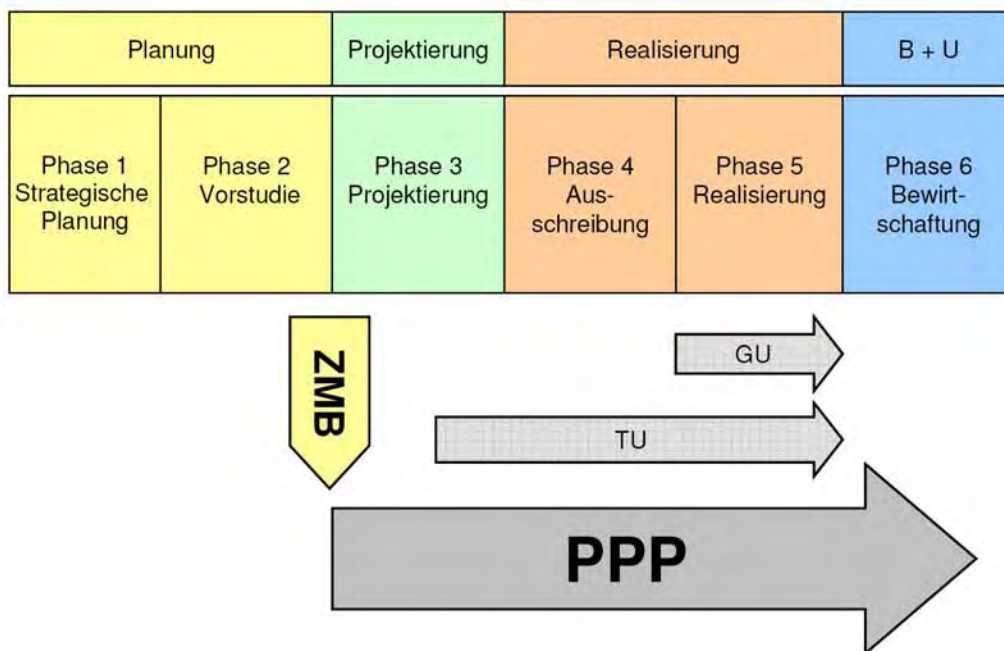 Planung
Projektierung
Realisierung
B + U
Phase 1
Strategische
Planung
Phase 2
Vorstudie
Phase 3
Projektierung
Phase 4
Aus-
schreibung
Phase 5
Realisierung
Phase 6
Bewirt-
schaftung
ZMB
GU
TU
PPP